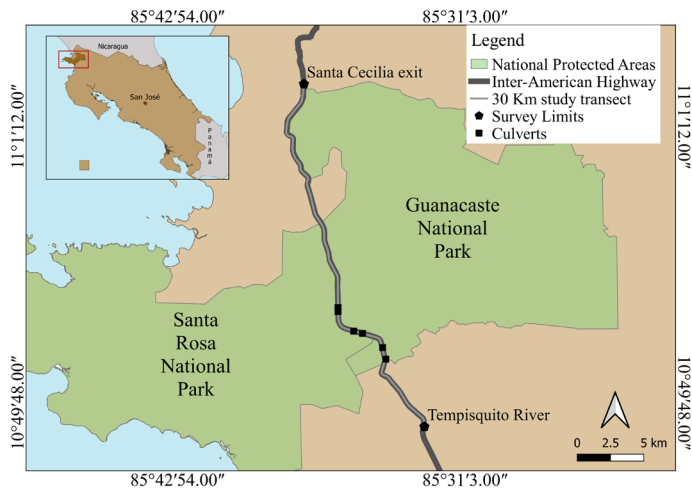 85°42′54.00″
85°31′3.00″
Nicaragua
San José
Panamá
Legend
National Protected Areas
Inter-American Highway
30 Km study transect
Survey Limits
Culverts
Santa Cecilia exit
11°1′12.00″
11°1′12.00″
Guanacaste
National
Park
Santa
Rosa
National
Park
Tempisquito River
10°49′48.00″
10°49′48.00″
0 2.5 5 km
85°42′54.00″
85°31′3.00″